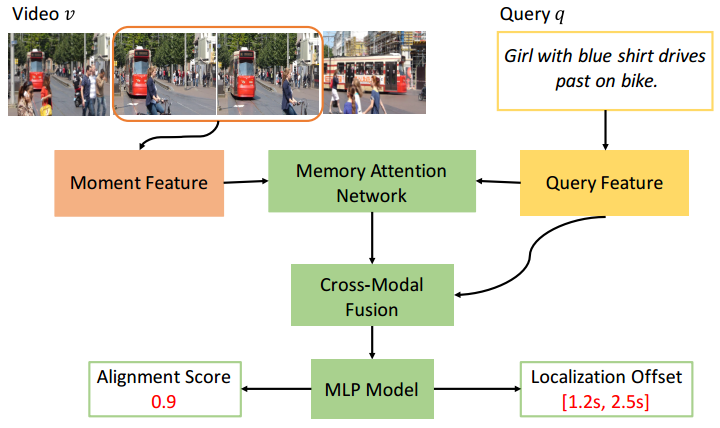 Video v
Query q
Girl with blue shirt drives
past on bike.
Moment Feature
Memory Attention
Network
Query Feature
Cross-Modal
Fusion
Alignment Score
0.9
MLP Model
Localization Offset
[1.2s, 2.5s]